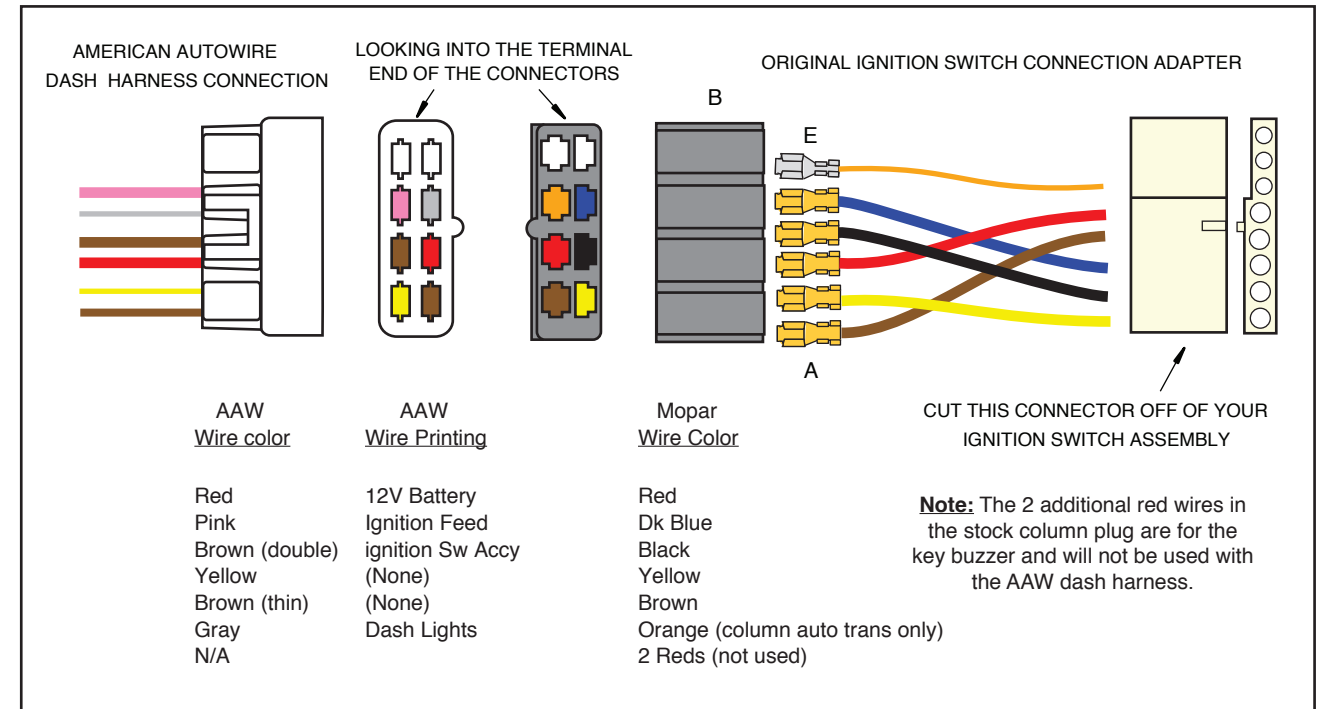 AMERICAN AUTOWIRE
DASH HARNESS CONNECTION
LOOKING INTO THE TERMINAL
END OF THE CONNECTORS
ORIGINAL IGNITION SWITCH CONNECTION ADAPTER
B
E
A
CUT THIS CONNECTOR OFF OF YOUR
IGNITION SWITCH ASSEMBLY
AAW
Wire color
Red
Pink
Brown (double)
Yellow
Brown (thin)
Gray
N/A
AAW
Wire Printing
12V Battery
Ignition Feed
ignition Sw Accy
(None)
(None)
Dash Lights
Mopar
Wire Color
Red
Dk Blue
Black
Yellow
Brown
Orange (column auto trans only)
2 Reds (not used)
Note: The 2 additional red wires in
the stock column plug are for the
key buzzer and will not be used with
the AAW dash harness.